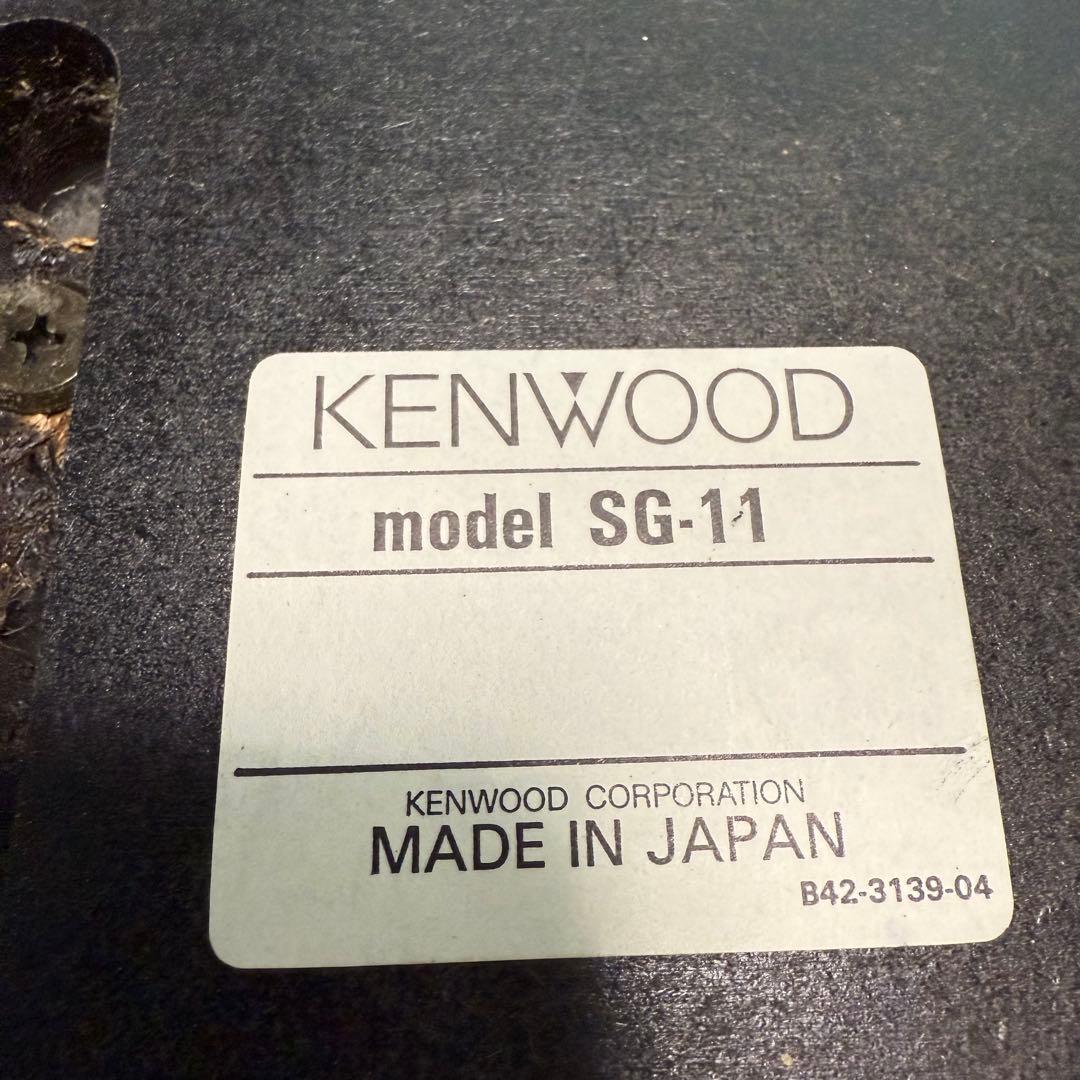 KENWOOD
model SG-11
KENWOOD CORPORATION
MADE IN JAPAN
B42-3139-04